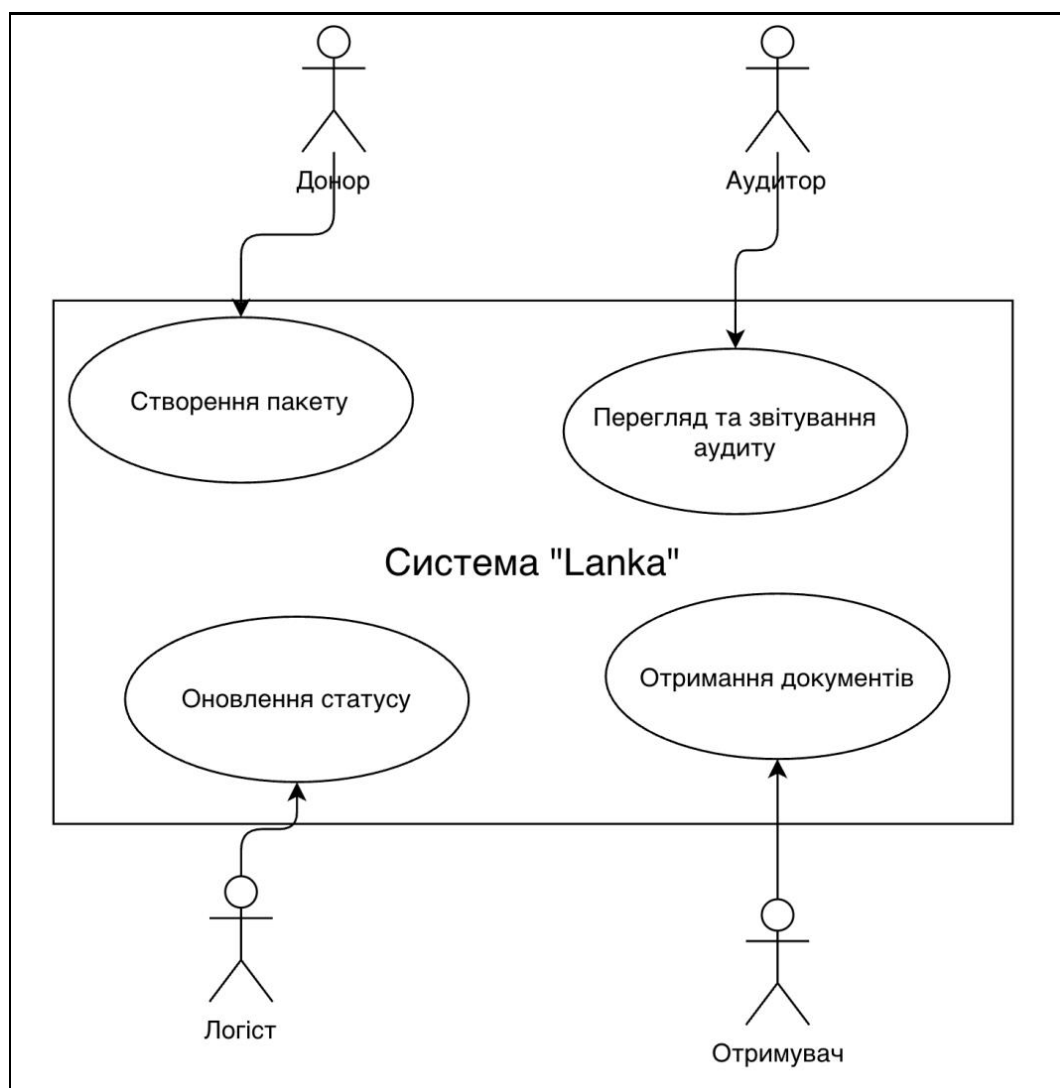 Донор
Аудитор
Створення пакету
Перегляд та звітування
аудиту
Система "Lanka"
Оновлення статусу
Отримання документів
Логіст
Отримувач